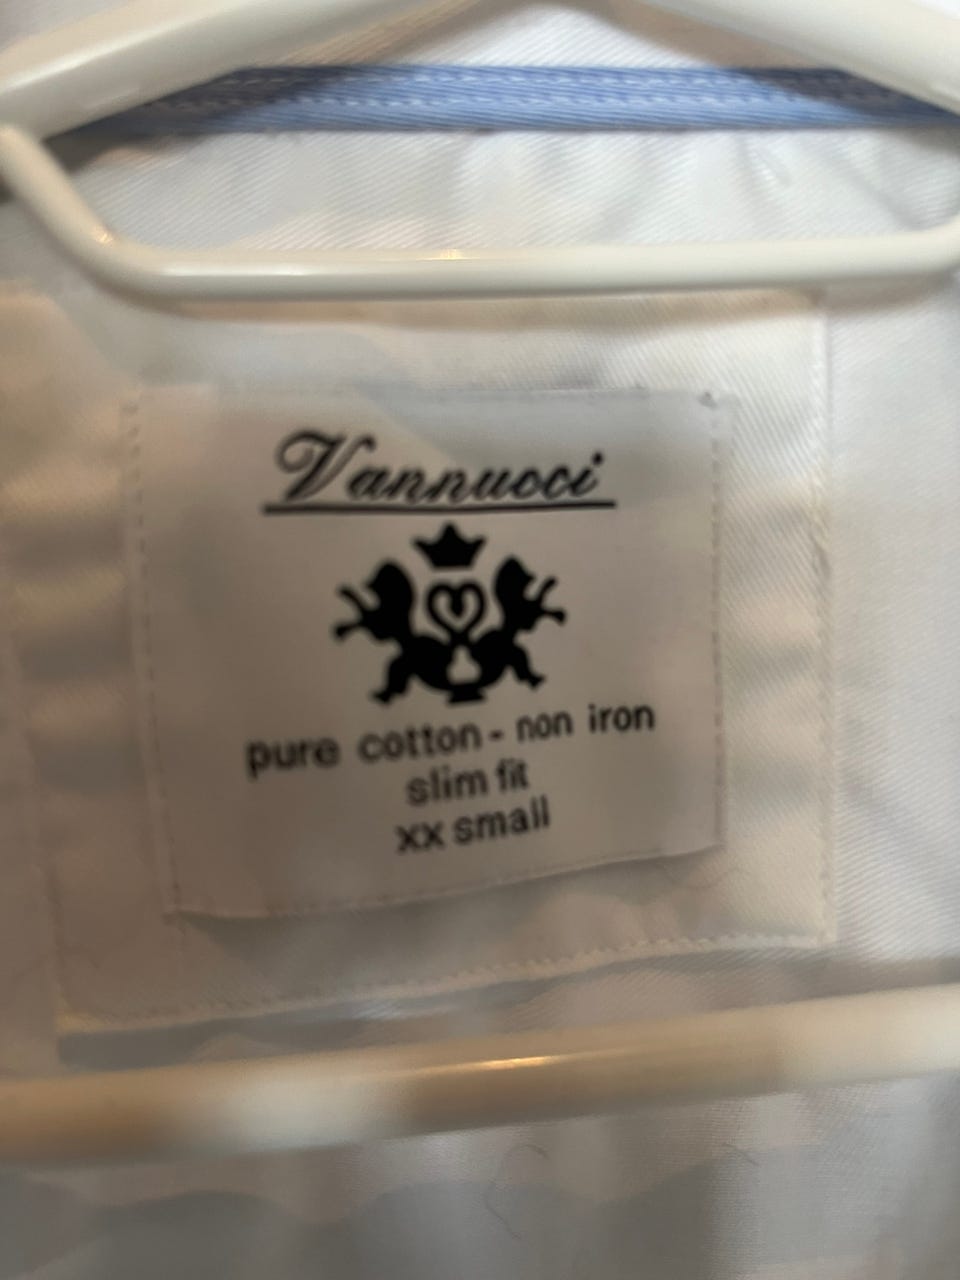 Vannucci
pure cotton - non iron
slim fit
xx small